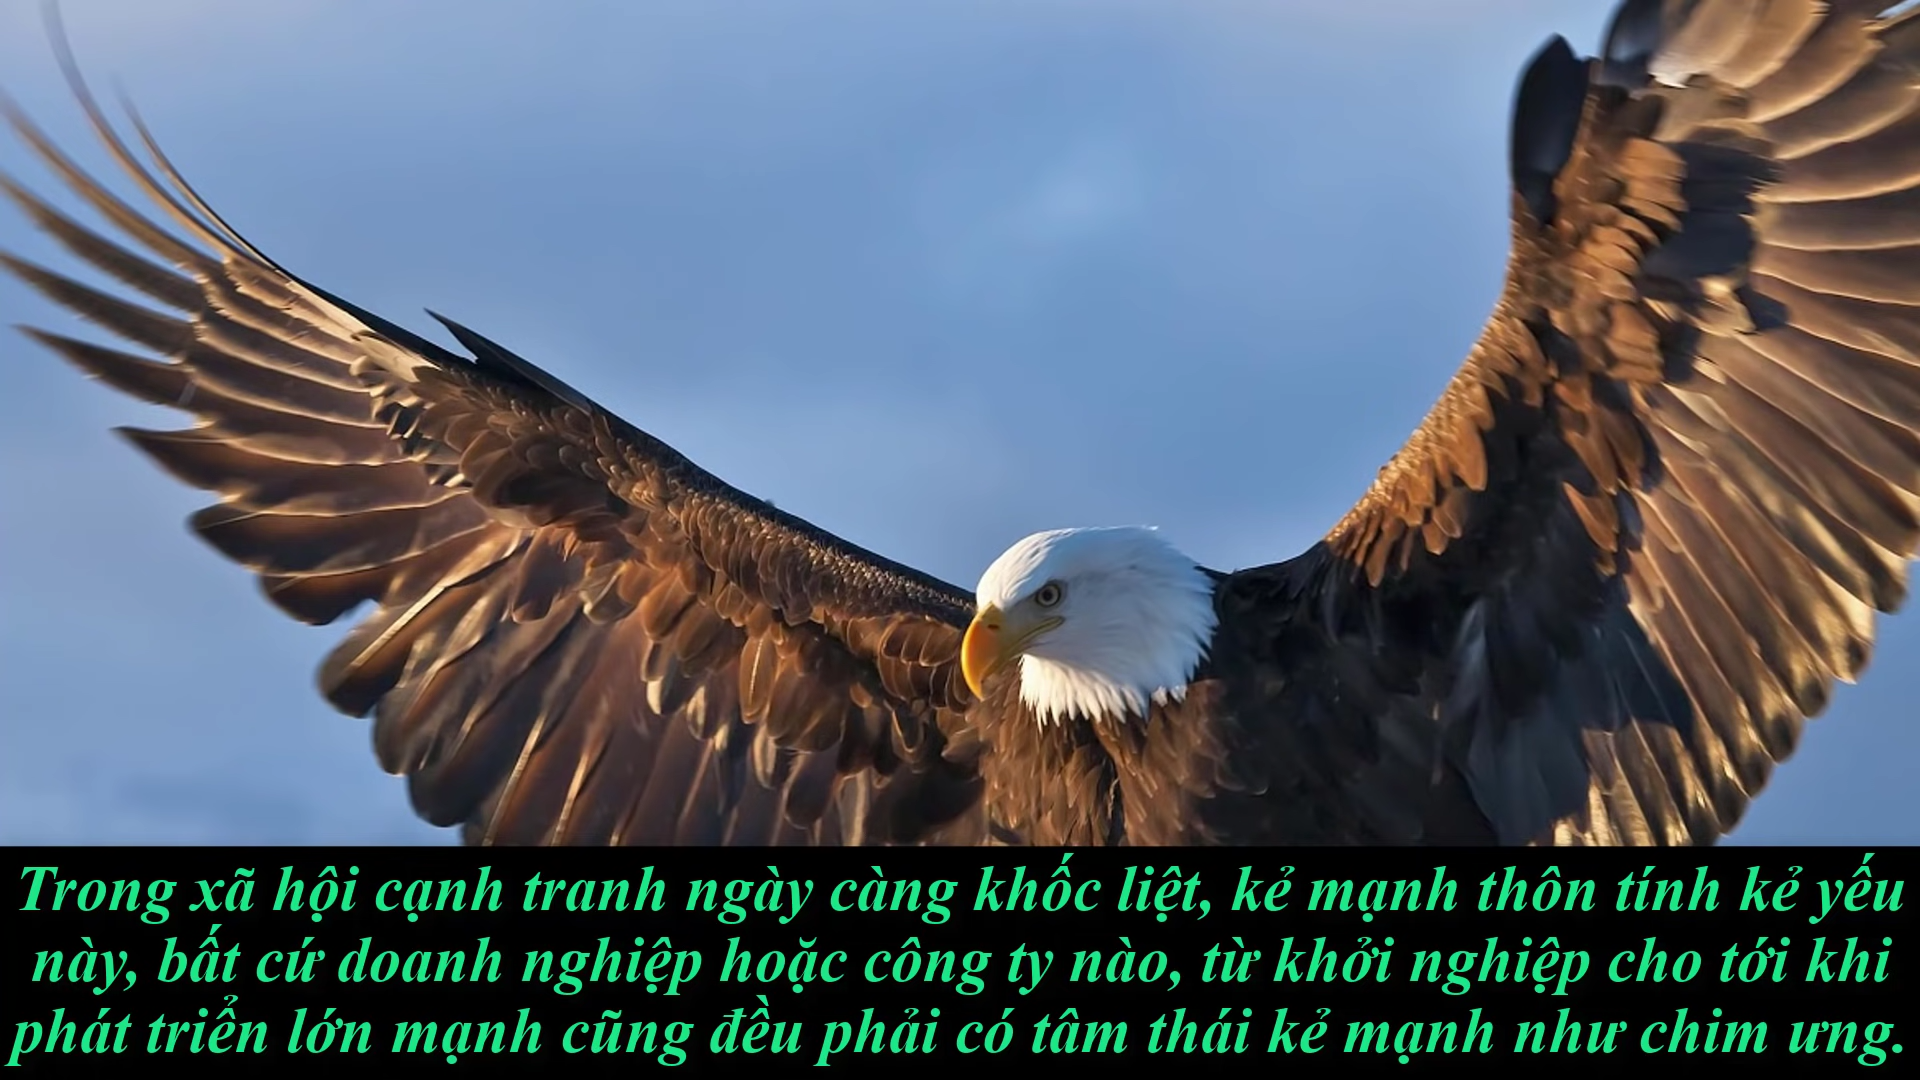 Trong xã hội cạnh tranh ngày càng khốc liệt, kẻ mạnh thôn tính kẻ yếu
này, bất cứ doanh nghiệp hoặc công ty nào, từ khởi nghiệp cho tới khi
phát triển lớn mạnh cũng đều phải có tâm thái kẻ mạnh như chim ưng.